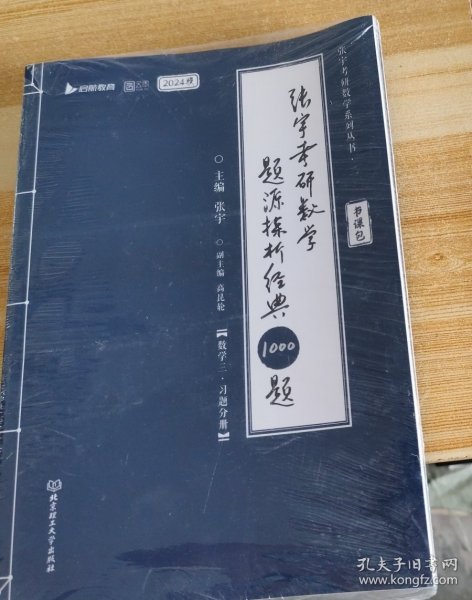 启航教育
2024版
张宇考研数学系列丛书·
张宇考研数学
题源探析经典
1000
题
书课包
○ 主编 张宇
○ 副主编 高昆轮
【数学三·习题分册】
北京理工大学出版社
孔夫子旧书网
www.kongfz.com